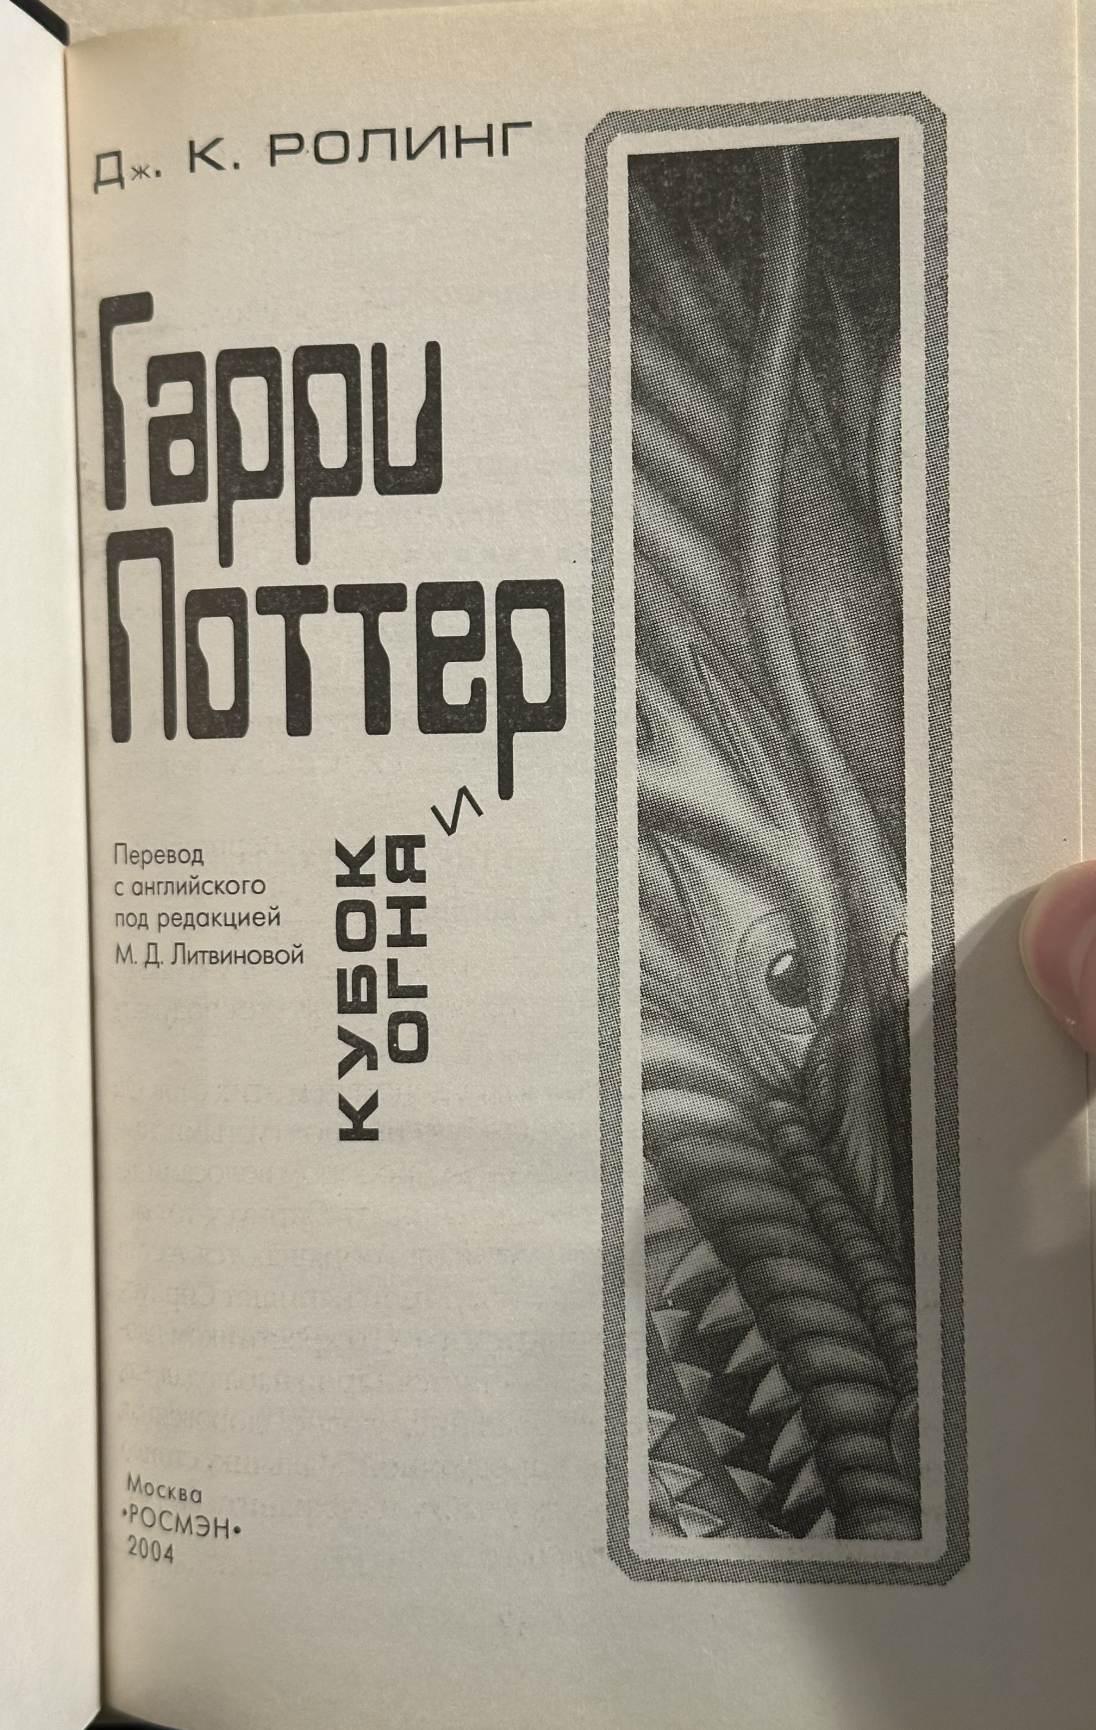 Дж. К. РОЛИНГ
Гарри
Поттер
и
КУБОК
ОГНЯ
Перевод
с английского
под редакцией
М. Д. Литвиновой
Москва
•РОСМЭН•
2004